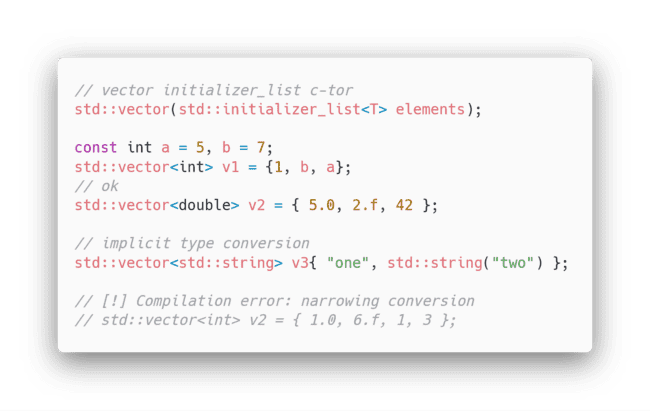 // vector initializer_list c-tor
std::vector(std::initializer_list<T> elements);
const int a = 5, b = 7;
std::vector<int> v1 = {1, b, a};
// ok
std::vector<double> v2 = { 5.0, 2.f, 42 };
// implicit type conversion
std::vector<std::string> v3{ "one", std::string("two") };
// [!] Compilation error: narrowing conversion
// std::vector<int> v2 = { 1.0, 6.f, 1, 3 };